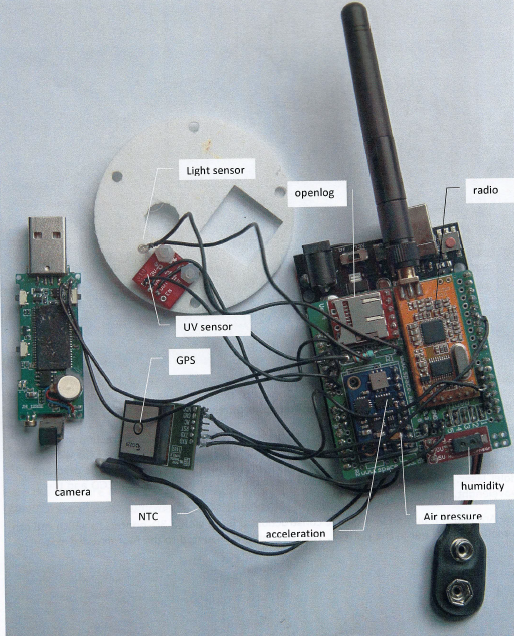 Light sensor
openlog
radio
UV sensor
GPS
camera
NTC
acceleration
Air pressure
humidity